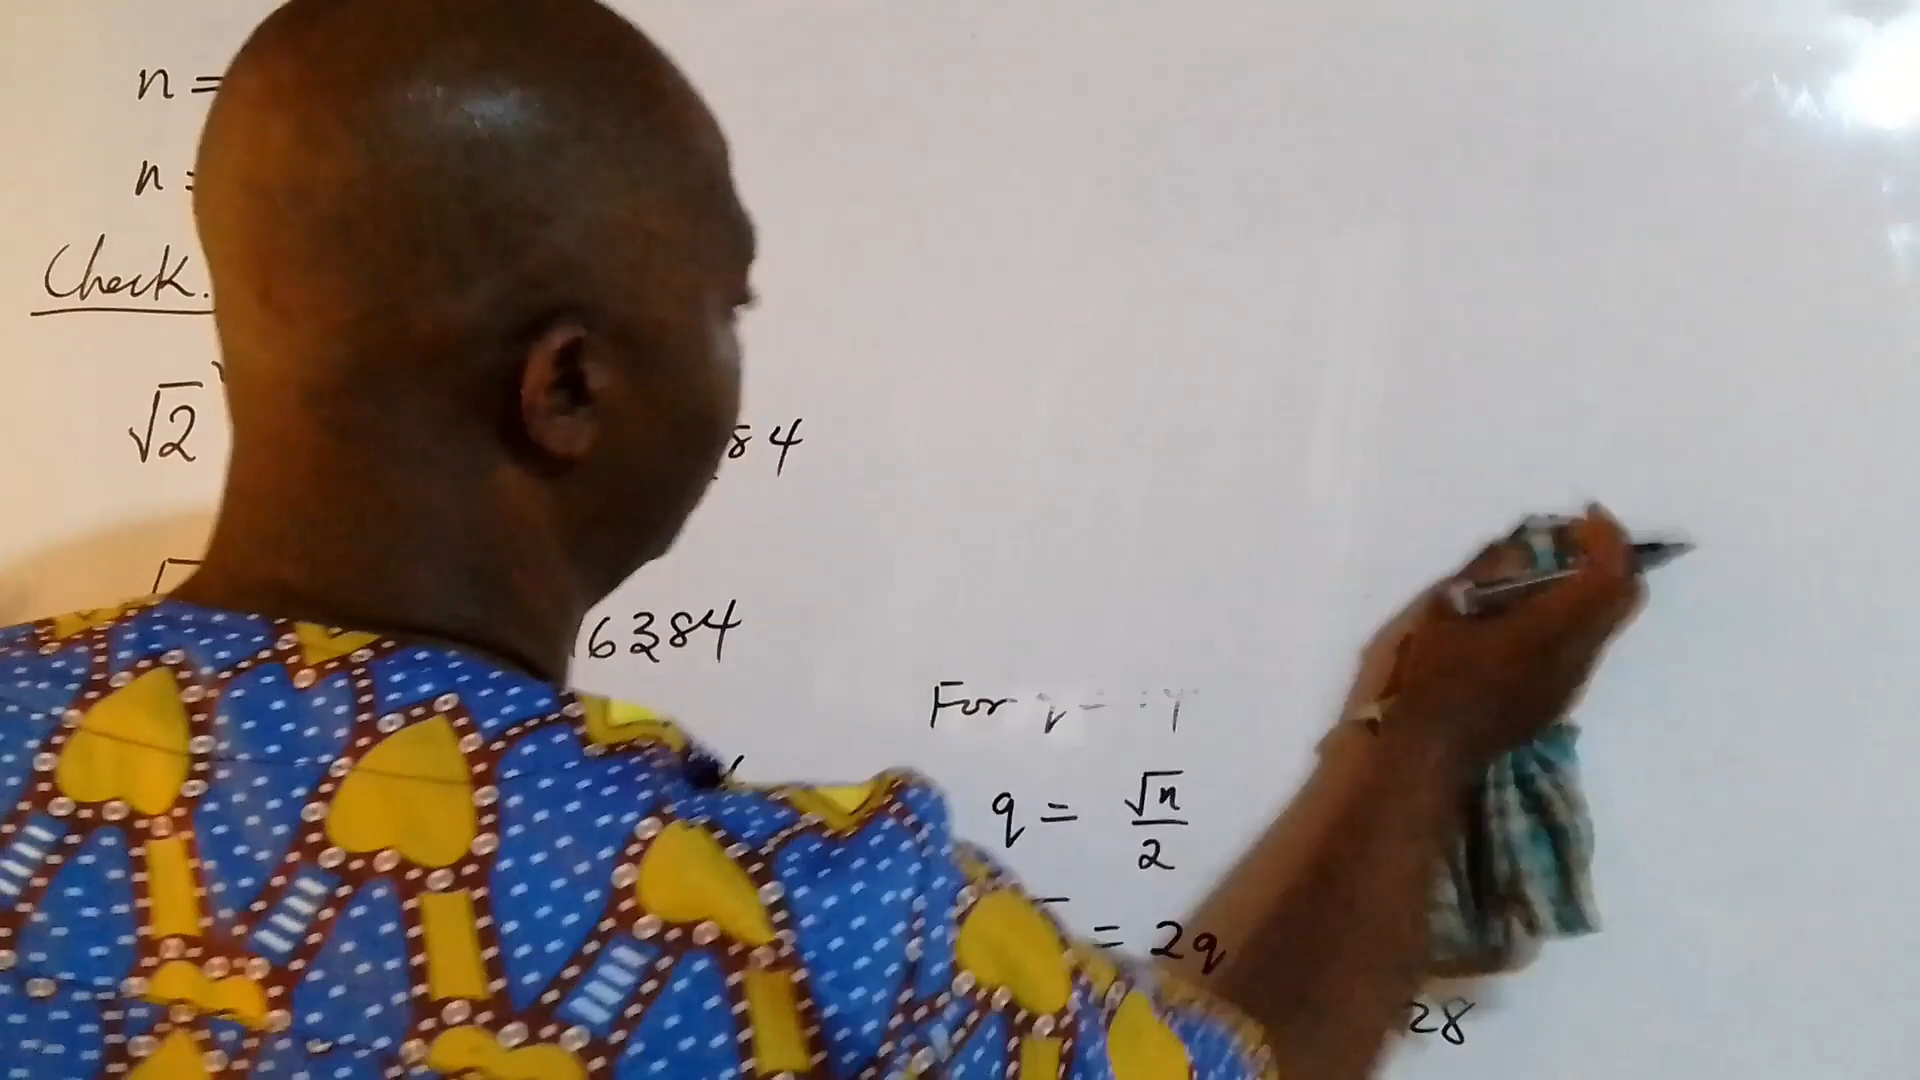 n =
n =
Check.
√2 84
6384
For
q = √n/2
= 2q
28